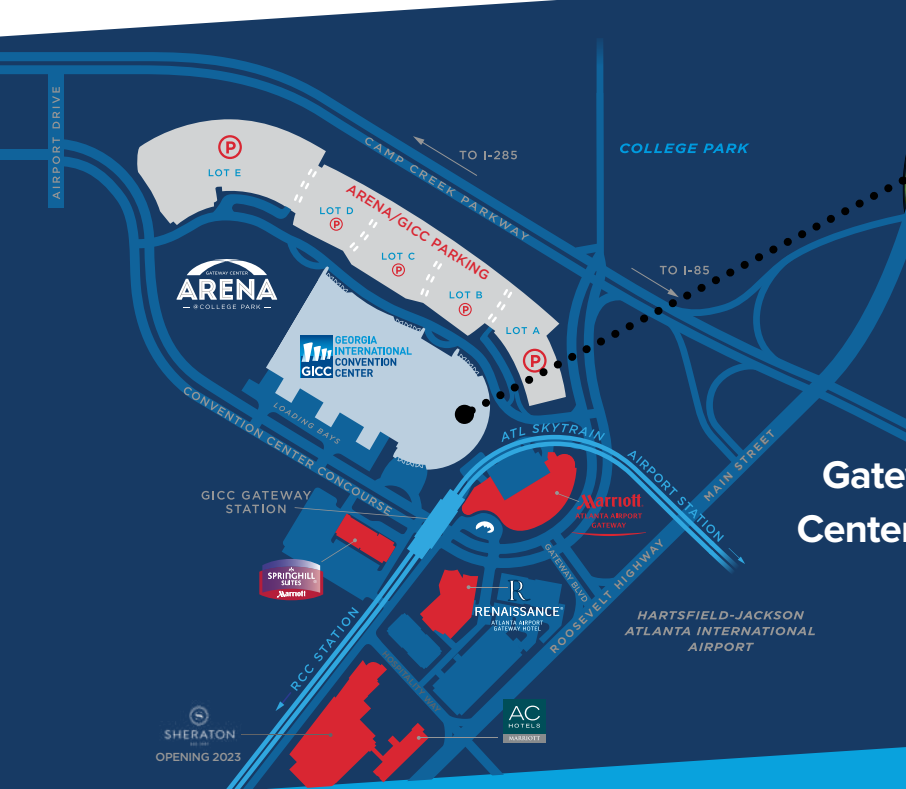 AIRPORT DRIVE
P
LOT E
CAMP CREEK PARKWAY
TO I-285
COLLEGE PARK
LOT D
P
ARENA/GICC PARKING
LOT C
P
LOT B
P
LOT A
P
TO I-85
GATEWAY CENTER
ARENA
@COLLEGE PARK
GICC
GEORGIA
INTERNATIONAL
CONVENTION
CENTER
LOADING BAYS
CONVENTION CENTER CONCOURSE
ATL SKYTRAIN
AIRPORT STATION
MAIN STREET
Gatew
Center
GICC GATEWAY
STATION
Marriott
ATLANTA AIRPORT
GATEWAY
SPRINGHILL
SUITES
Marriott
GATEWAY BLVD
ROOSEVELT HIGHWAY
R
RENAISSANCE
ATLANTA AIRPORT
GATEWAY HOTEL
HARTSFIELD-JACKSON
ATLANTA INTERNATIONAL
AIRPORT
RCC STATION
HOSPITALITY WAY
S
SHERATON
OPENING 2023
AC
HOTELS
MARRIOTT